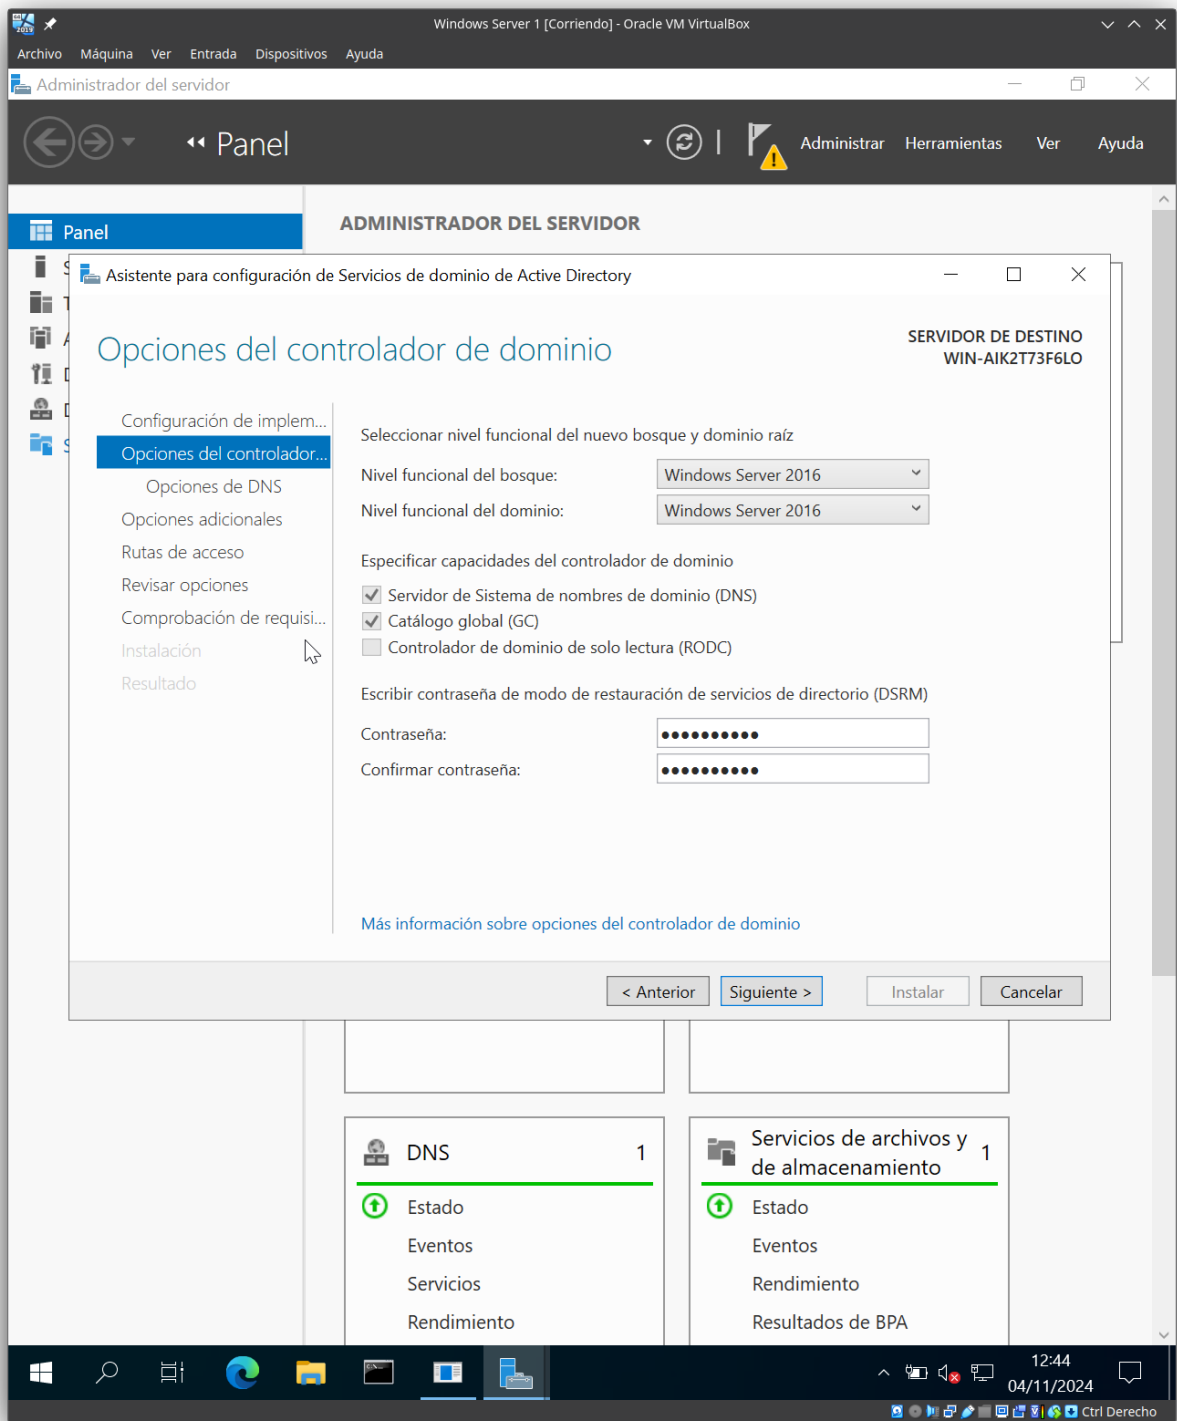 Windows Server 1 [Corriendo] - Oracle VM VirtualBox
Archivo Máquina Ver Entrada Dispositivos Ayuda
Administrador del servidor
Panel
Administrar Herramientas Ver Ayuda
Panel
ADMINISTRADOR DEL SERVIDOR
Asistente para configuración de Servicios de dominio de Active Directory
Opciones del controlador de dominio
SERVIDOR DE DESTINO
WIN-AIK2T73F6LO
Configuración de implem...
Opciones del controlador...
Opciones de DNS
Opciones adicionales
Rutas de acceso
Revisar opciones
Comprobación de requisi...
Instalación
Resultado
Seleccionar nivel funcional del nuevo bosque y dominio raíz
Nivel funcional del bosque: Windows Server 2016
Nivel funcional del dominio: Windows Server 2016
Especificar capacidades del controlador de dominio
Servidor de Sistema de nombres de dominio (DNS)
Catálogo global (GC)
Controlador de dominio de solo lectura (RODC)
Escribir contraseña de modo de restauración de servicios de directorio (DSRM)
Contraseña: ●●●●●●●●●●
Confirmar contraseña: ●●●●●●●●●●
Más información sobre opciones del controlador de dominio
< Anterior Siguiente > Instalar Cancelar
DNS 1
Estado
Eventos
Servicios
Rendimiento
Servicios de archivos y
de almacenamiento 1
Estado
Eventos
Rendimiento
Resultados de BPA
12:44
04/11/2024
Ctrl Derecho